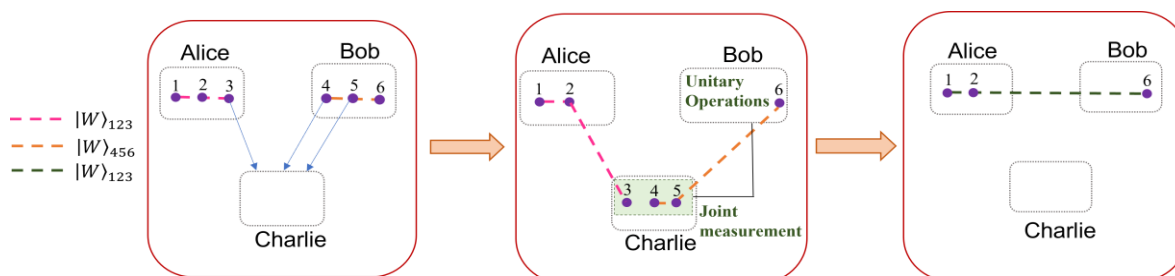 |W⟩₁₂₃
|W⟩₄₅₆
|W⟩₁₂₃
Alice
Bob
1 2 3
4 5 6
Charlie
Alice
Bob
1 2
Unitary
Operations
6
3 4 5
Joint
measurement
Charlie
Alice
Bob
1 2
6
Charlie